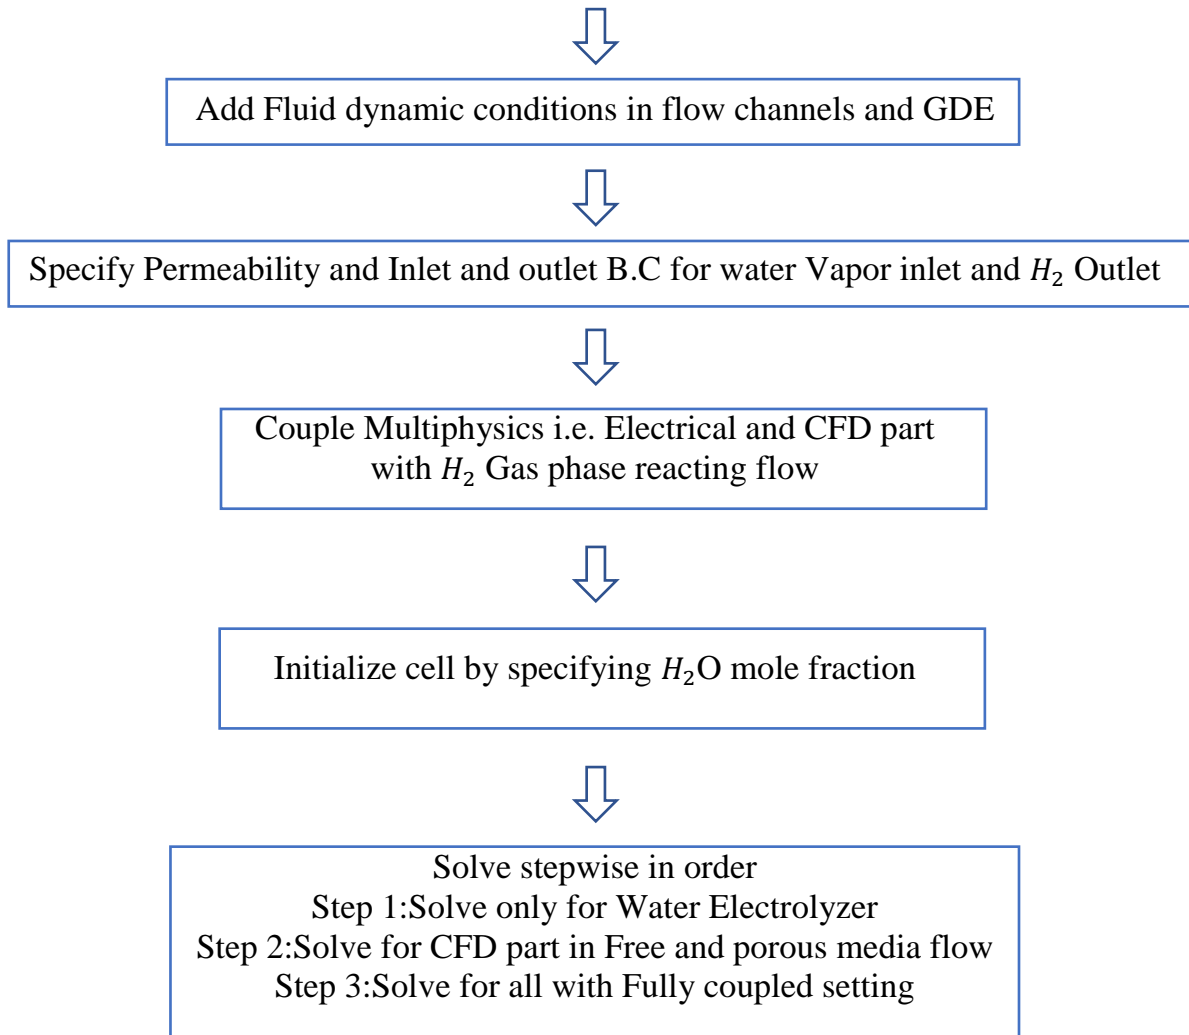 Add Fluid dynamic conditions in flow channels and GDE
Specify Permeability and Inlet and outlet B.C for water Vapor inlet and H₂ Outlet
Couple Multiphysics i.e. Electrical and CFD part
with H₂ Gas phase reacting flow
Initialize cell by specifying H₂O mole fraction
Solve stepwise in order
Step 1:Solve only for Water Electrolyzer
Step 2:Solve for CFD part in Free and porous media flow
Step 3:Solve for all with Fully coupled setting